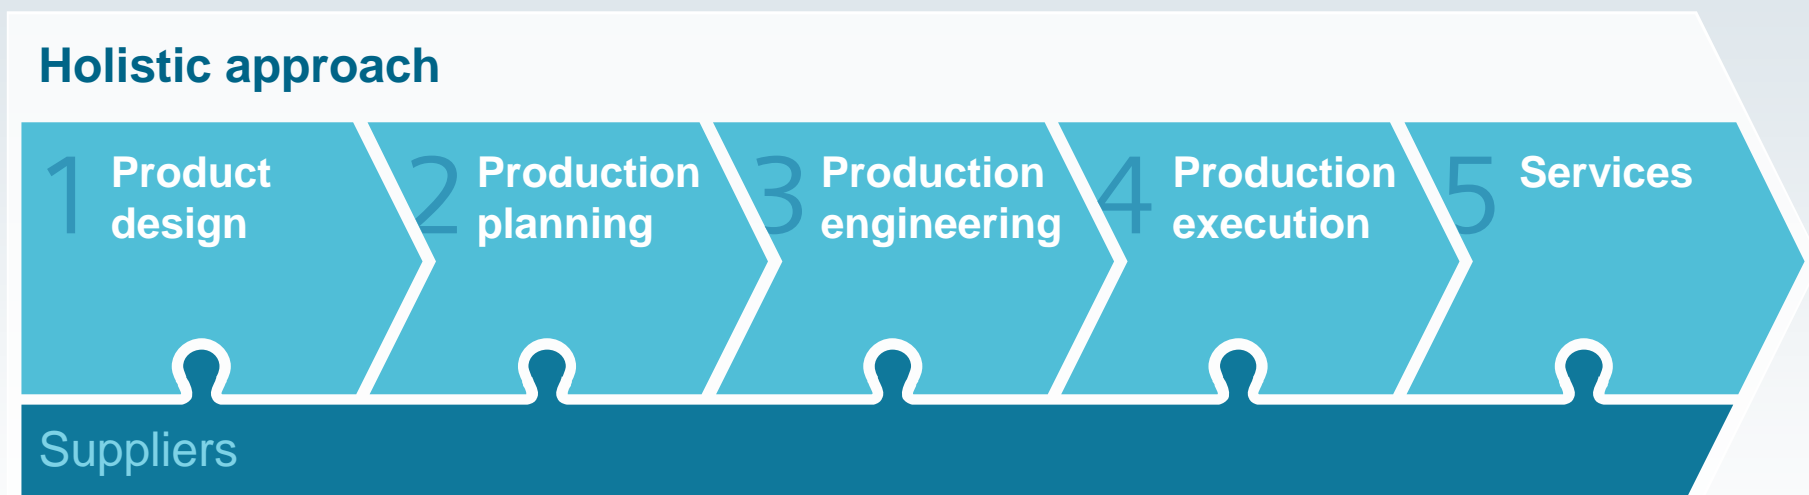 Holistic approach
1 Product
design
2 Production
planning
3 Production
engineering
4 Production
execution
5 Services
Suppliers